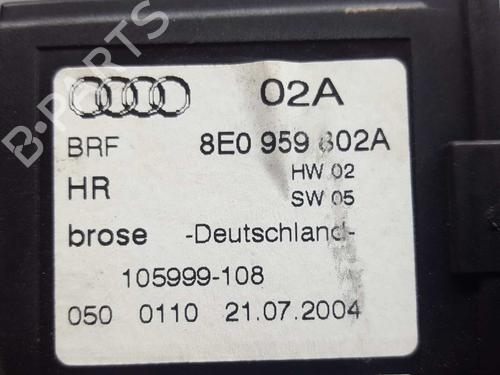 B-PARTS
02A
BRF 8E0 959 802A
HR HW 02
SW 05
brose -Deutschland-
105999-108
050 0110 21.07.2004